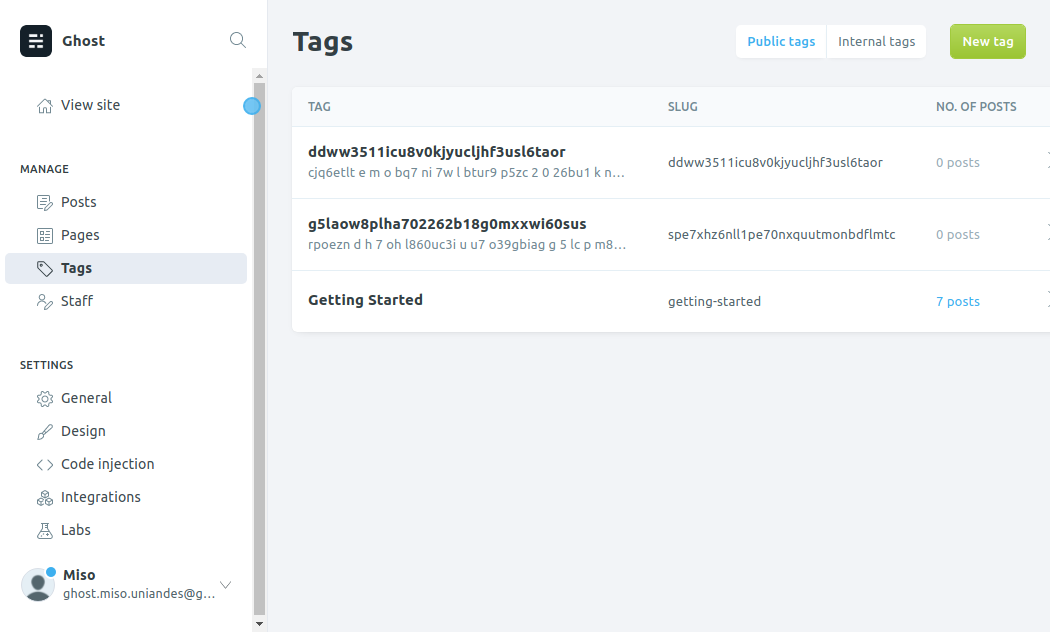 Ghost
View site
MANAGE
Posts
Pages
Tags
Staff
SETTINGS
General
Design
Code injection
Integrations
Labs
Miso
ghost.miso.uniandes@g...
Tags
Public tags
Internal tags
New tag
TAG SLUG NO. OF POSTS
ddww3511icu8v0kjyucljhf3usl6taor
cjq6etlt e m o bq7 ni 7w l btur9 p5zc 2 0 26bu1 k n...
ddww3511icu8v0kjyucljhf3usl6taor
0 posts
g5laow8plha702262b18g0mxxwi60sus
rpoezn d h 7 oh l860uc3i u u7 o39gbiag g 5 lc p m8...
spe7xhz6nll1pe70nxquutmonbdflmtc
0 posts
Getting Started
getting-started
7 posts